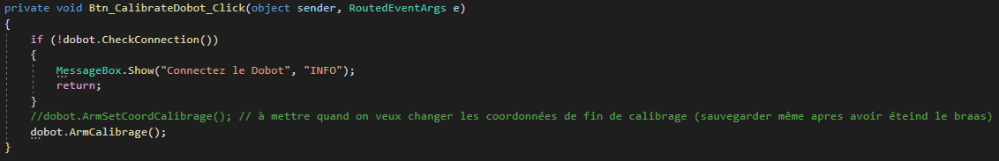 private void Btn_CalibrateDobot_Click(object sender, RoutedEventArgs e)
{
if (!dobot.CheckConnection())
{
MessageBox.Show("Connectez le Dobot", "INFO");
return;
}
//dobot.ArmSetCoordCalibrage(); // à mettre quand on veux changer les coordonnées de fin de calibrage (sauvegarder même apres avoir éteind le braas)
dobot.ArmCalibrage();
}